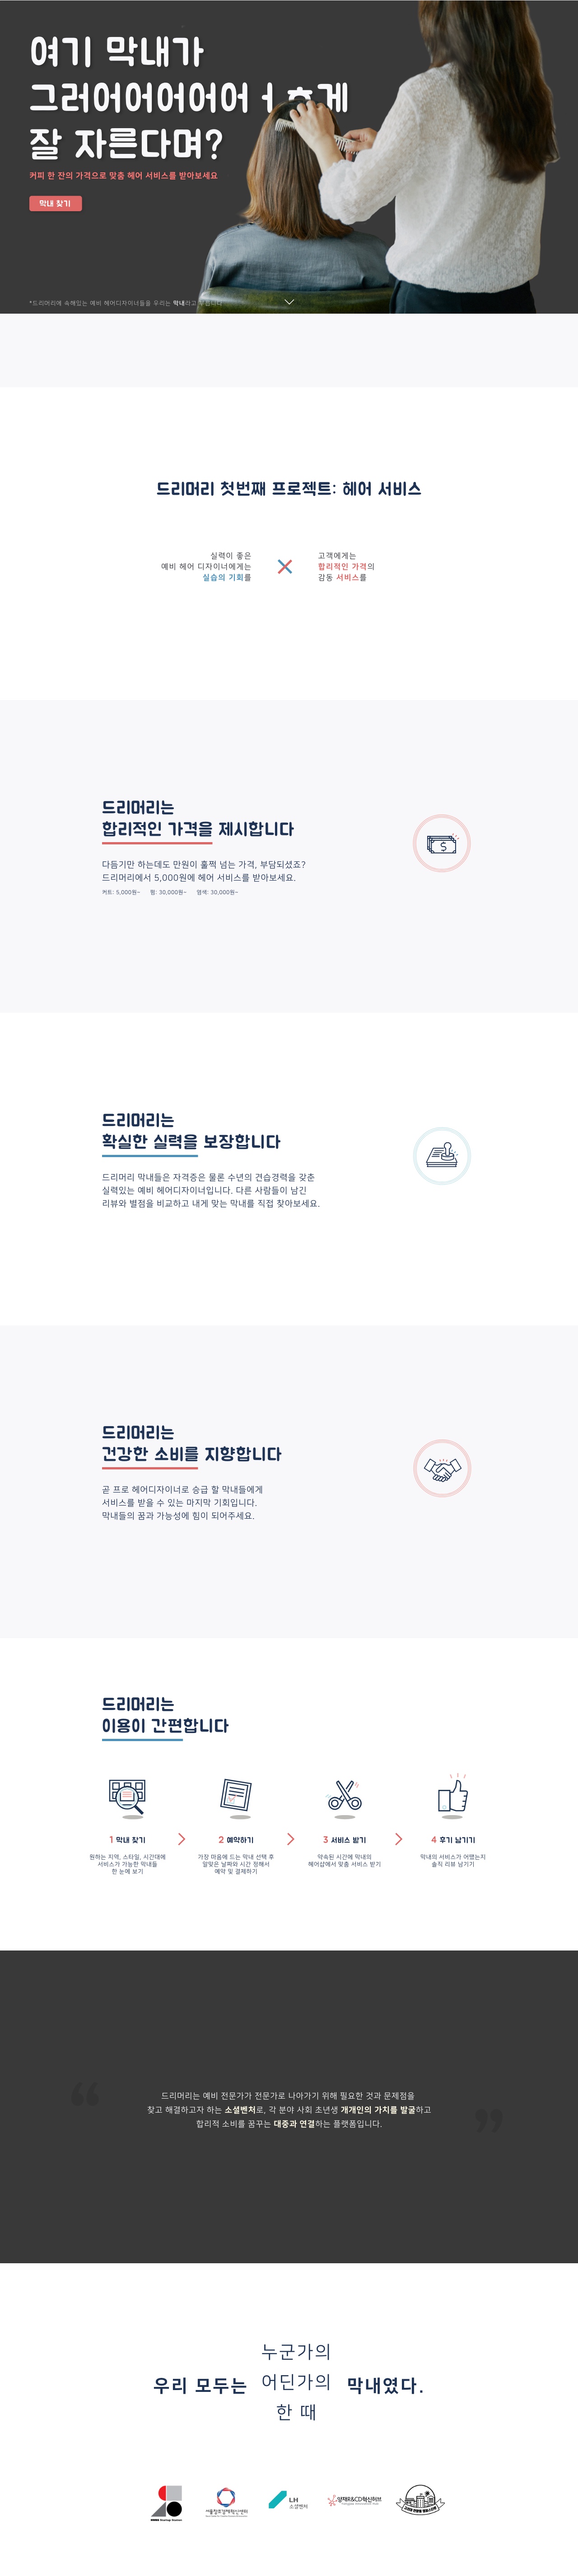 여기 막내가
그러어어어어어
잘 자른다며?
커피 한 잔의 가격으로 맞춤 헤어 서비스를 받아보세요
막내 찾기
*드리머리에 속해있는 예비 헤어디자이너들을 우리는 막내라고
드리머리 첫번째 프로젝트: 헤어 서비스
실력이 좋은
예비 헤어 디자이너에게는
실습의 기회를
고객에게는
합리적인 가격의
감동 서비스를
드리머리는
합리적인 가격을 제시합니다
다듬기만 하는데도 만원이 훌쩍 넘는 가격, 부담되셨죠?
드리머리에서 5,000원에 헤어 서비스를 받아보세요.
커트: 5,000원~ 펌: 30,000원~ 염색: 30,000원~
드리머리는
확실한 실력을 보장합니다
드리머리 막내들은 자격증은 물론 수년의 견습경력을 갖춘
실력있는 예비 헤어디자이너입니다. 다른 사람들이 남긴
리뷰와 별점을 비교하고 내게 맞는 막내를 직접 찾아보세요.
드리머리는
건강한 소비를 지향합니다
곧 프로 헤어디자이너로 승급 할 막내들에게
서비스를 받을 수 있는 마지막 기회입니다.
막내들의 꿈과 가능성에 힘이 되어주세요.
드리머리는
이용이 간편합니다
1 막내 찾기
원하는 지역, 스타일, 시간대에
서비스가 가능한 막내들
한 눈에 보기
2 예약하기
가장 마음에 드는 막내 선택 후
알맞은 날짜와 시간 정해서
예약 및 결제하기
3 서비스 받기
약속된 시간에 막내의
헤어샵에서 맞춤 서비스 받기
4 후기 남기기
막내의 서비스가 어땠는지
솔직 리뷰 남기기
“
드리머리는 예비 전문가가 전문가로 나아가기 위해 필요한 것과 문제점을
찾고 해결하고자 하는 소셜벤처로, 각 분야 사회 초년생 개개인의 가치를 발굴하고
합리적 소비를 꿈꾸는 대중과 연결하는 플랫폼입니다.
”
누군가의
우리 모두는 어딘가의 막내였다.
한 때
서울창조경제혁신센터
LH
소셜벤처
양재R&CD혁신허브